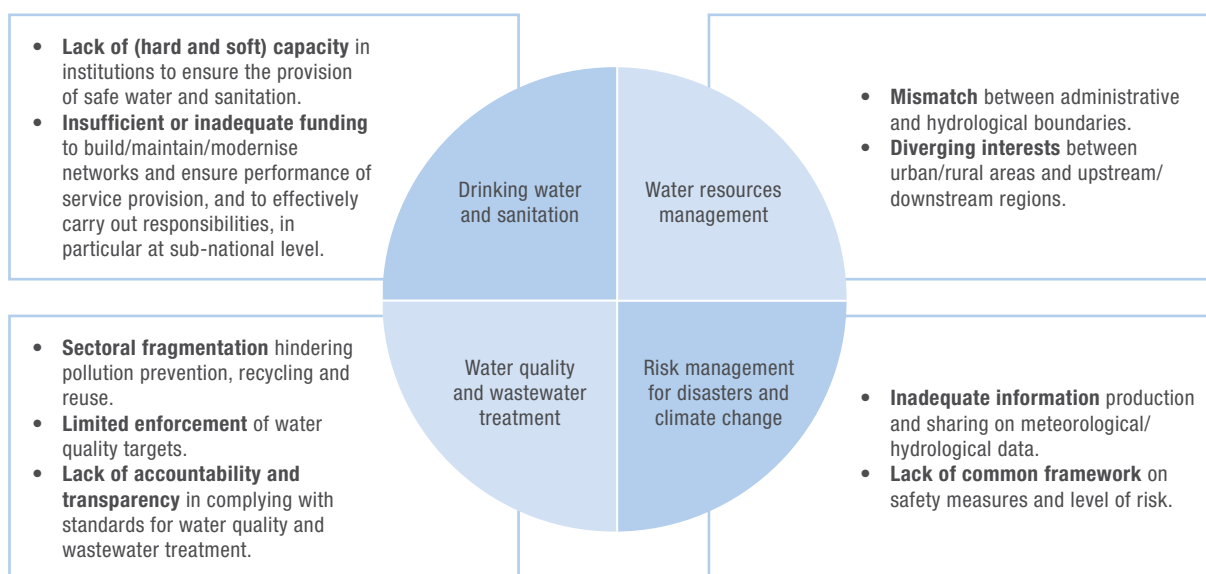 • Lack of (hard and soft) capacity in
institutions to ensure the provision
of safe water and sanitation.
• Insufficient or inadequate funding
to build/maintain/modernise
networks and ensure performance of
service provision, and to effectively
carry out responsibilities, in
particular at sub-national level.
Drinking water
and sanitation
Water resources
management
• Mismatch between administrative
and hydrological boundaries.
• Diverging interests between
urban/rural areas and upstream/
downstream regions.
• Sectoral fragmentation hindering
pollution prevention, recycling and
reuse.
• Limited enforcement of water
quality targets.
• Lack of accountability and
transparency in complying with
standards for water quality and
wastewater treatment.
Water quality
and wastewater
treatment
Risk management
for disasters and
climate change
• Inadequate information production
and sharing on meteorological/
hydrological data.
• Lack of common framework on
safety measures and level of risk.